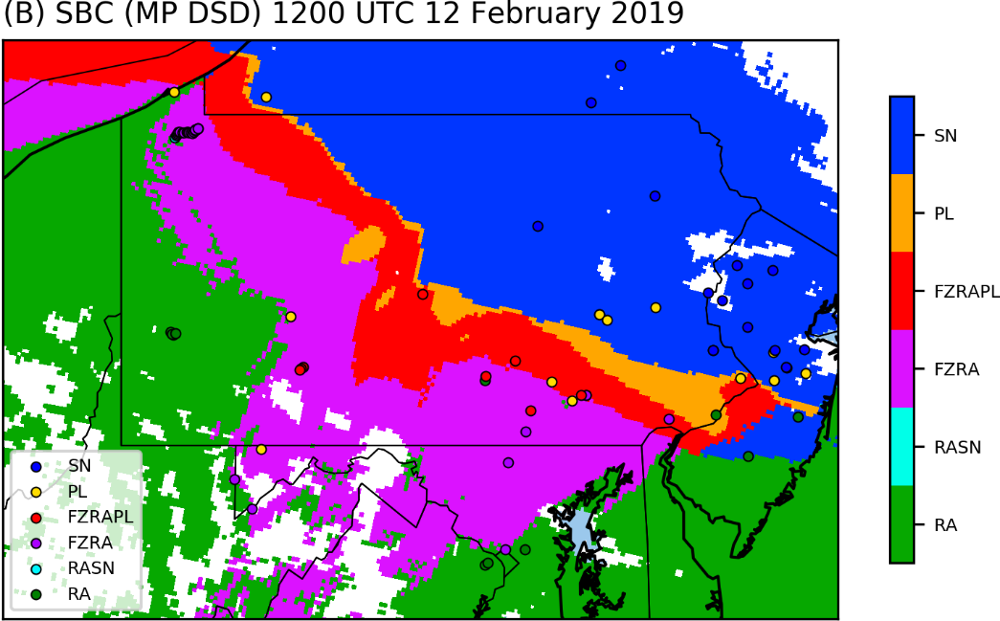 (B) SBC (MP DSD) 1200 UTC 12 February 2019
SN
PL
FZRAPL
FZRA
RASN
RA
SN
PL
FZRAPL
FZRA
RASN
RA